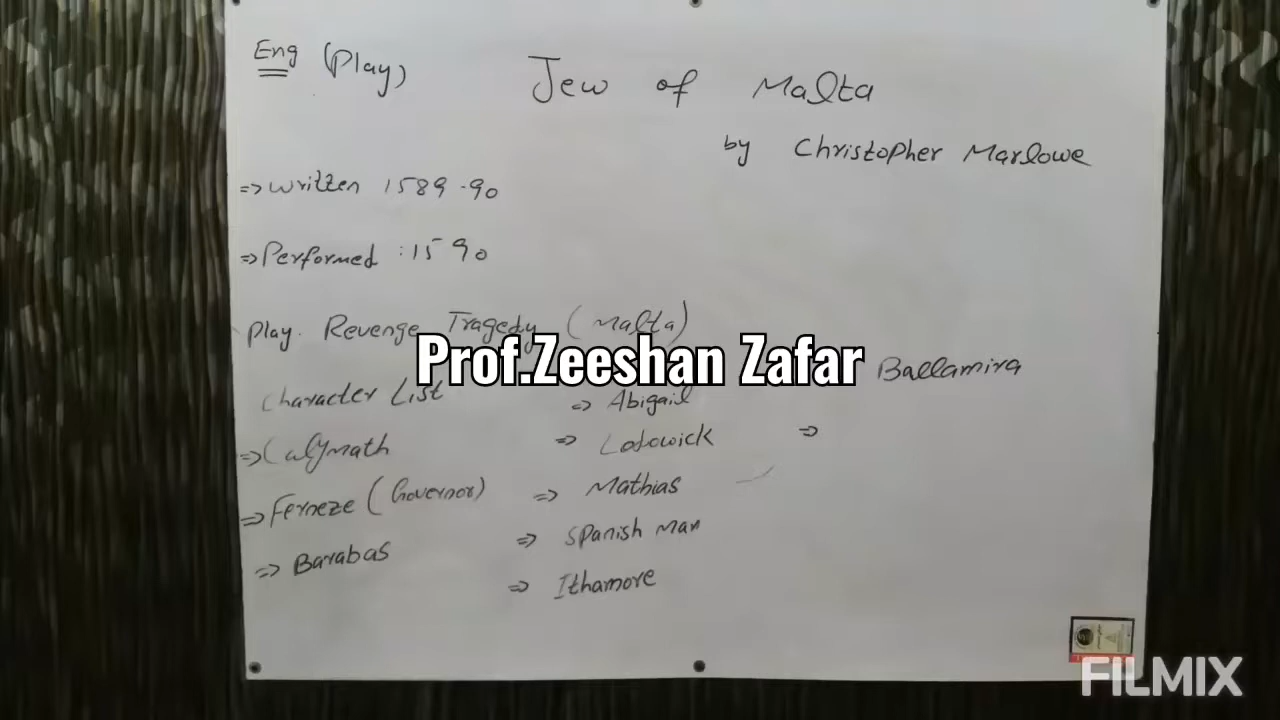 Eng (Play)
Jew of Malta
by Christopher Marlowe
=> Written 1589-90
=> Performed : 1590
Play. Revenge Tragedy (Malta)
Prof.Zeeshan Zafar
Character List
=> Calymath
=> Ferneze (Governor)
=> Barabas
=> Abigail
=> Lodowick
=> Mathias
=> Spanish Man
=> Ithamore
Ballamira
=>
FILMIX